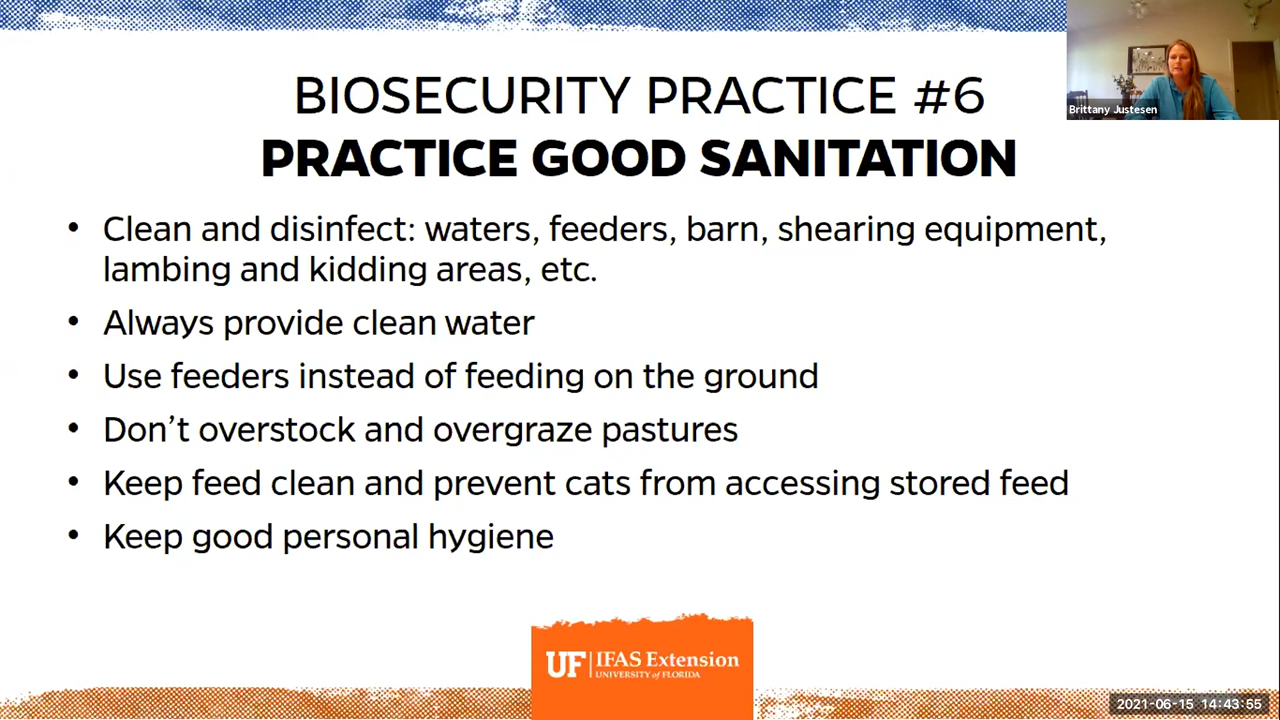 BIOSECURITY PRACTICE #6
PRACTICE GOOD SANITATION
Brittany Justesen
• Clean and disinfect: waters, feeders, barn, shearing equipment,
lambing and kidding areas, etc.
• Always provide clean water
• Use feeders instead of feeding on the ground
• Don’t overstock and overgraze pastures
• Keep feed clean and prevent cats from accessing stored feed
• Keep good personal hygiene
UF | IFAS Extension
UNIVERSITY of FLORIDA
2021-06-15 14:43:55